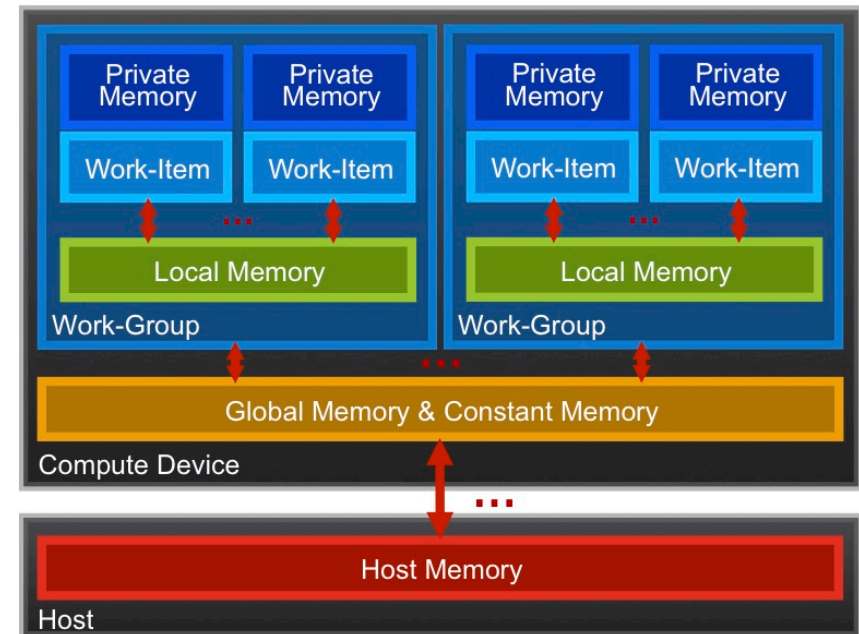 Private
Memory
Private
Memory
Private
Memory
Private
Memory
Work-Item
Work-Item
Work-Item
Work-Item
...
...
Local Memory
Local Memory
Work-Group
Work-Group
...
Global Memory & Constant Memory
Compute Device
...
Host Memory
Host